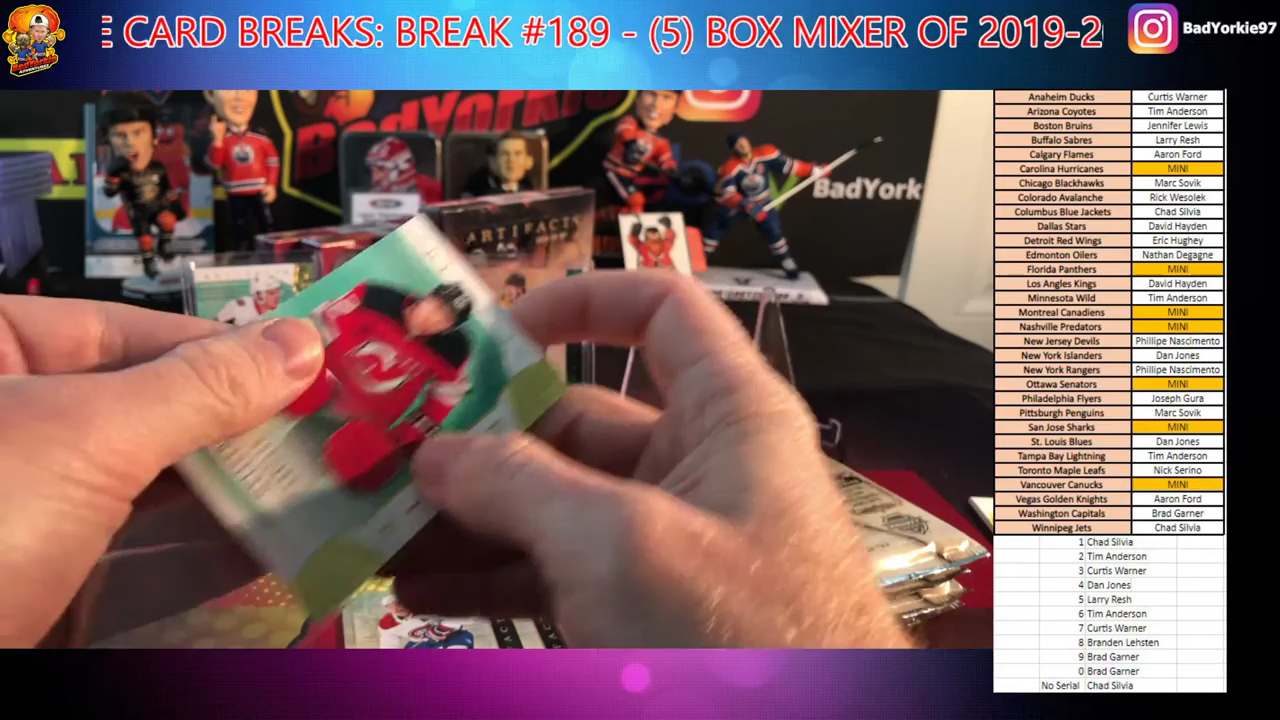 E CARD BREAKS: BREAK #189 - (5) BOX MIXER OF 2019-2
BadYorkie97
BadYork
ARTIFACTS
Anaheim Ducks Curtis Warner
Arizona Coyotes Tim Anderson
Boston Bruins Jennifer Lewis
Buffalo Sabres Larry Resh
Calgary Flames Aaron Ford
Carolina Hurricanes MINI
Chicago Blackhawks Marc Sovik
Colorado Avalanche Rick Wesolek
Columbus Blue Jackets Chad Silvia
Dallas Stars David Hayden
Detroit Red Wings Eric Hughey
Edmonton Oilers Nathan Degagne
Florida Panthers MINI
Los Angles Kings David Hayden
Minnesota Wild Tim Anderson
Montreal Canadiens MINI
Nashville Predators MINI
New Jersey Devils Phillipe Nascimento
New York Islanders Dan Jones
New York Rangers Phillipe Nascimento
Ottawa Senators MINI
Philadelphia Flyers Joseph Gura
Pittsburgh Penguins Marc Sovik
San Jose Sharks MINI
St. Louis Blues Dan Jones
Tampa Bay Lightning Tim Anderson
Toronto Maple Leafs Nick Serino
Vancouver Canucks MINI
Vegas Golden Knights Aaron Ford
Washington Capitals Brad Garner
Winnipeg Jets Chad Silvia
1 Chad Silvia
2 Tim Anderson
3 Curtis Warner
4 Dan Jones
5 Larry Resh
6 Tim Anderson
7 Curtis Warner
8 Branden Lehsten
9 Brad Garner
0 Brad Garner
No Serial Chad Silvia